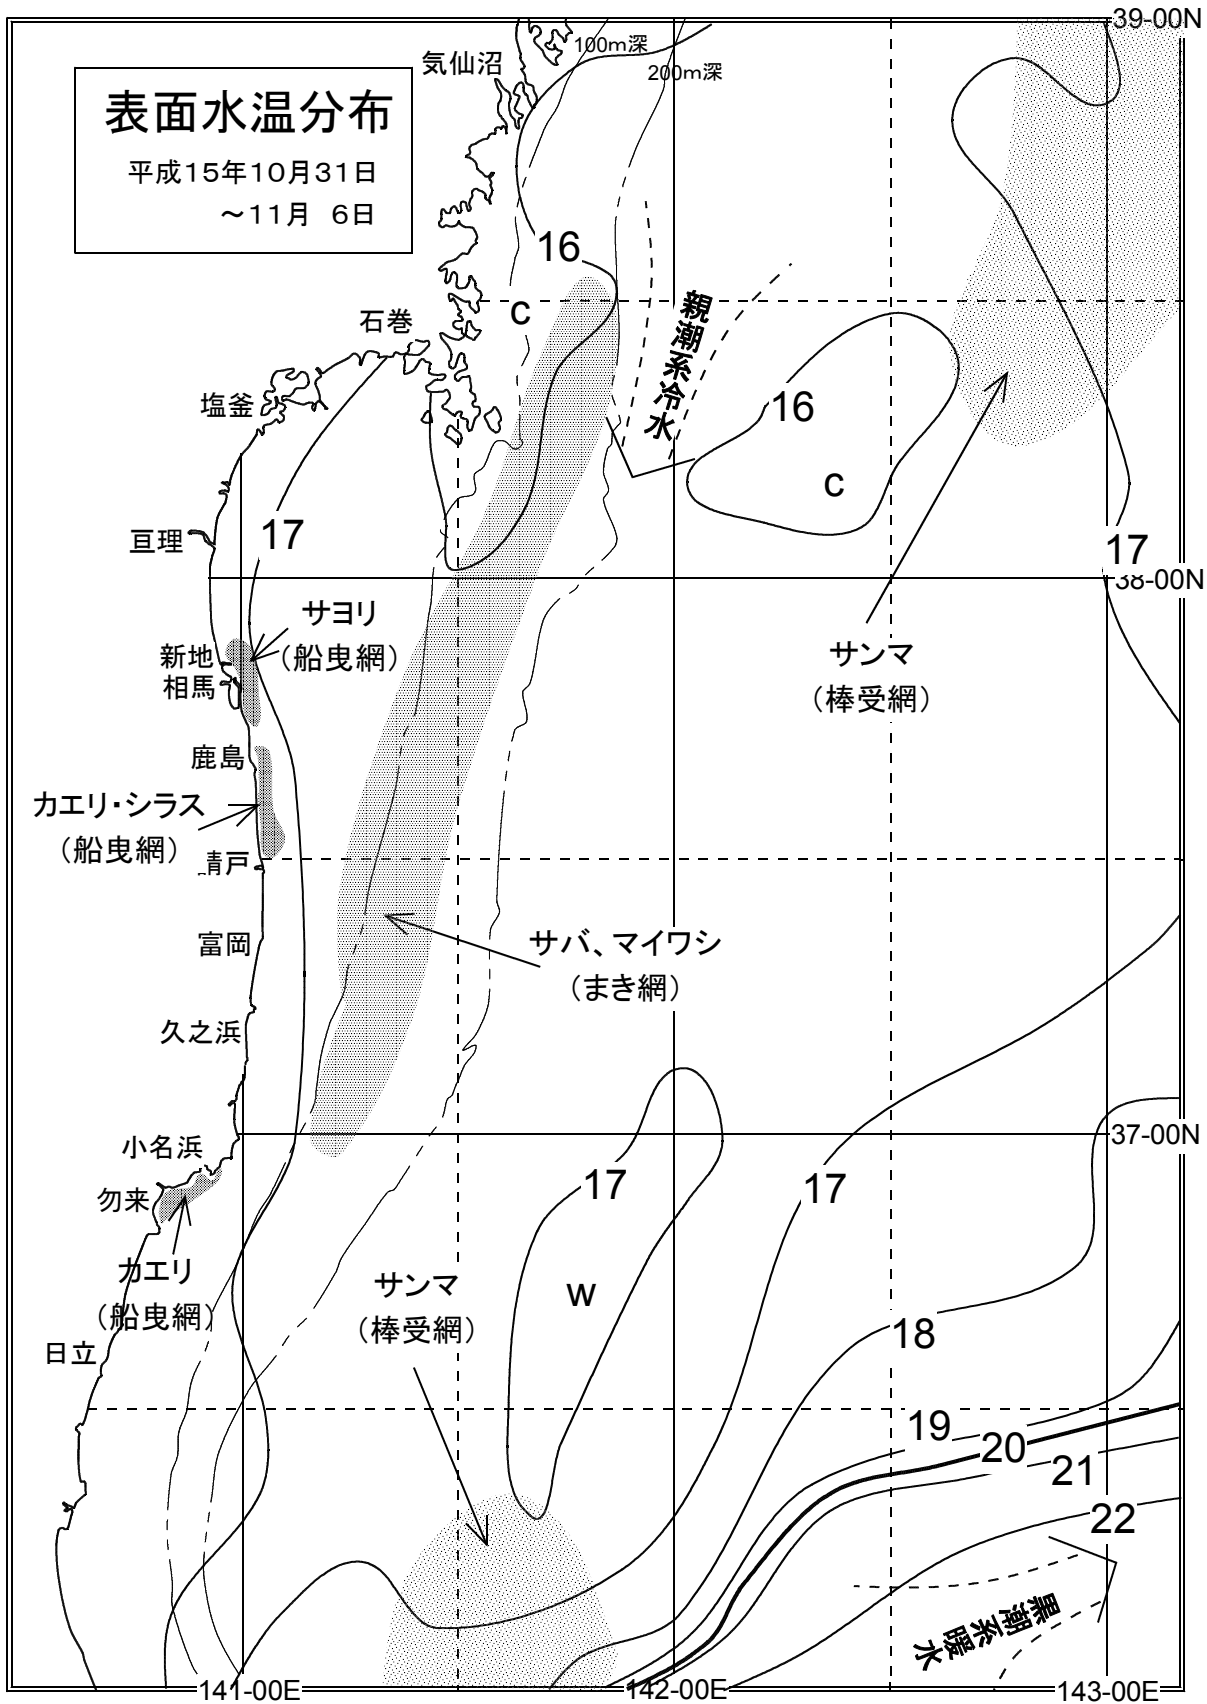 39-00N
100m深
気仙沼
200m深
表面水温分布
平成15年10月31日
～11月 6日
16
親潮系冷水
c
石巻
16
塩釜
c
17
亘理
17
38-00N
サヨリ
（船曳網）
新地
相馬
サンマ
（棒受網）
鹿島
カエリ・シラス
（船曳網）
請戸
サバ、マイワシ
（まき網）
富岡
久之浜
37-00N
小名浜
勿来
17
17
カエリ
（船曳網）
サンマ
（棒受網）
w
18
日立
19
20
21
22
黒潮系暖水
141-00E
142-00E
143-00E